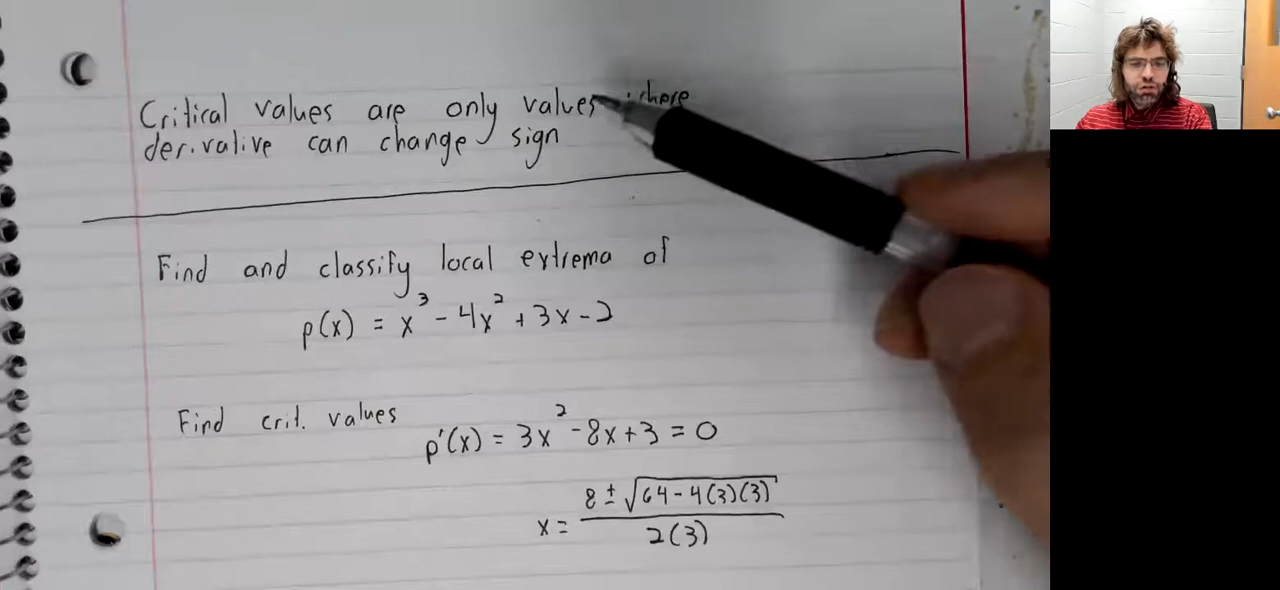 Critical values are only values where
derivative can change sign
Find and classify local extrema of
p(x) = x³ - 4x² + 3x - 2
Find crit. values
p'(x) = 3x² - 8x + 3 = 0
x = \frac{8 ± √(64 - 4(3)(3))}{2(3)}